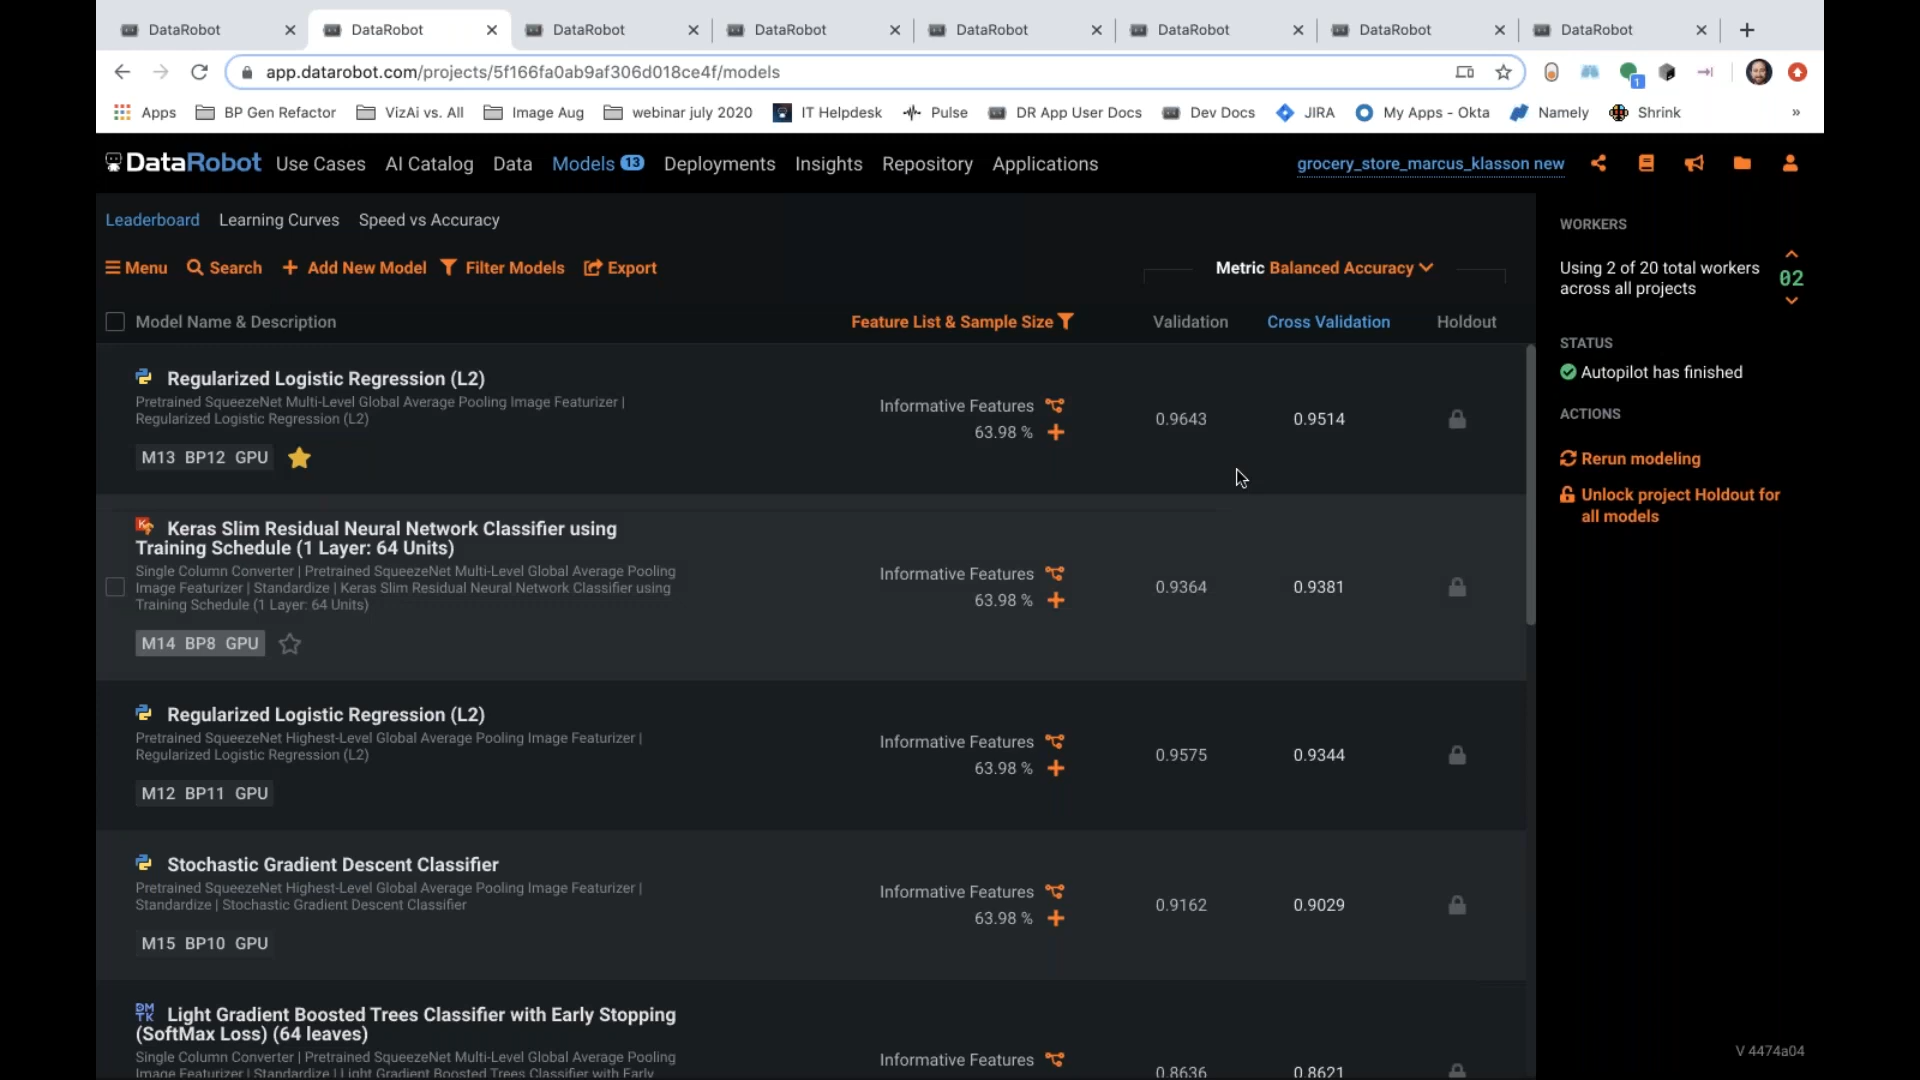 DataRobot DataRobot DataRobot DataRobot DataRobot DataRobot DataRobot DataRobot
app.datarobot.com/projects/5f166fa0ab9af306d018ce4f/models
1
Apps BP Gen Refactor VizAi vs. All Image Aug webinar july 2020 IT Helpdesk Pulse DR App User Docs Dev Docs JIRA My Apps - Okta Namely Shrink »
DataRobot Use Cases AI Catalog Data Models 13 Deployments Insights Repository Applications grocery_store_marcus_klasson new
Leaderboard Learning Curves Speed vs Accuracy
Menu Search Add New Model Filter Models Export Metric Balanced Accuracy
Model Name & Description Feature List & Sample Size Validation Cross Validation Holdout
Regularized Logistic Regression (L2)
Pretrained SqueezeNet Multi-Level Global Average Pooling Image Featurizer |
Regularized Logistic Regression (L2)
M13 BP12 GPU
Informative Features
63.98 %
0.9643 0.9514
Keras Slim Residual Neural Network Classifier using
Training Schedule (1 Layer: 64 Units)
Single Column Converter | Pretrained SqueezeNet Multi-Level Global Average Pooling
Image Featurizer | Standardize | Keras Slim Residual Neural Network Classifier using
Training Schedule (1 Layer: 64 Units)
M14 BP8 GPU
Informative Features
63.98 %
0.9364 0.9381
Regularized Logistic Regression (L2)
Pretrained SqueezeNet Highest-Level Global Average Pooling Image Featurizer |
Regularized Logistic Regression (L2)
M12 BP11 GPU
Informative Features
63.98 %
0.9575 0.9344
Stochastic Gradient Descent Classifier
Pretrained SqueezeNet Highest-Level Global Average Pooling Image Featurizer |
Standardize | Stochastic Gradient Descent Classifier
M15 BP10 GPU
Informative Features
63.98 %
0.9162 0.9029
DMTK Light Gradient Boosted Trees Classifier with Early Stopping
(SoftMax Loss) (64 leaves)
Single Column Converter | Pretrained SqueezeNet Multi-Level Global Average Pooling
Image Featurizer | Standardize | Light Gradient Boosted Trees Classifier with Early
Informative Features
0.8636 0.8621
WORKERS
Using 2 of 20 total workers
across all projects
02
STATUS
Autopilot has finished
ACTIONS
Rerun modeling
Unlock project Holdout for
all models
V 4474a04